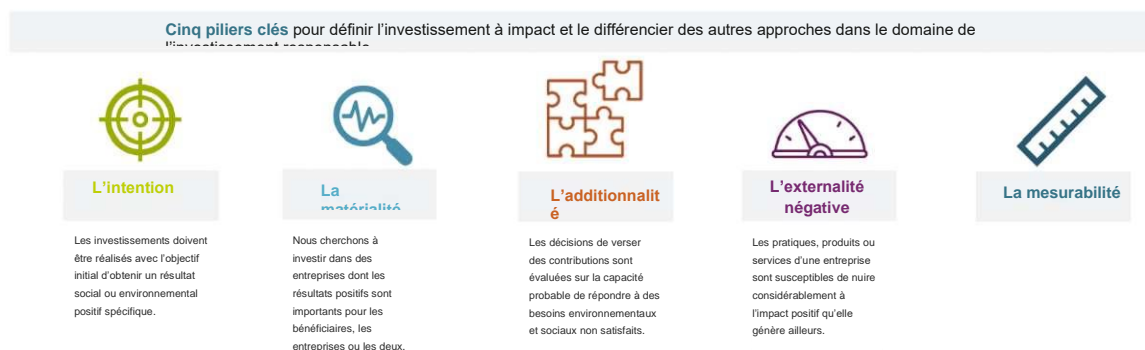 Cinq piliers clés pour définir l’investissement à impact et le différencier des autres approches dans le domaine de
l’investissement responsable
L’intention
Les investissements doivent
être réalisés avec l’objectif
initial d’obtenir un résultat
social ou environnemental
positif spécifique.
La
matérialité
Nous cherchons à
investir dans des
entreprises dont les
résultats positifs sont
importants pour les
bénéficiaires, les
entreprises ou les deux.
L’additionnalit
é
Les décisions de verser
des contributions sont
évaluées sur la capacité
probable de répondre à des
besoins environnementaux
et sociaux non satisfaits.
L’externalité
négative
Les pratiques, produits ou
services d’une entreprise
sont susceptibles de nuire
considérablement à
l’impact positif qu’elle
génère ailleurs.
La mesurabilité